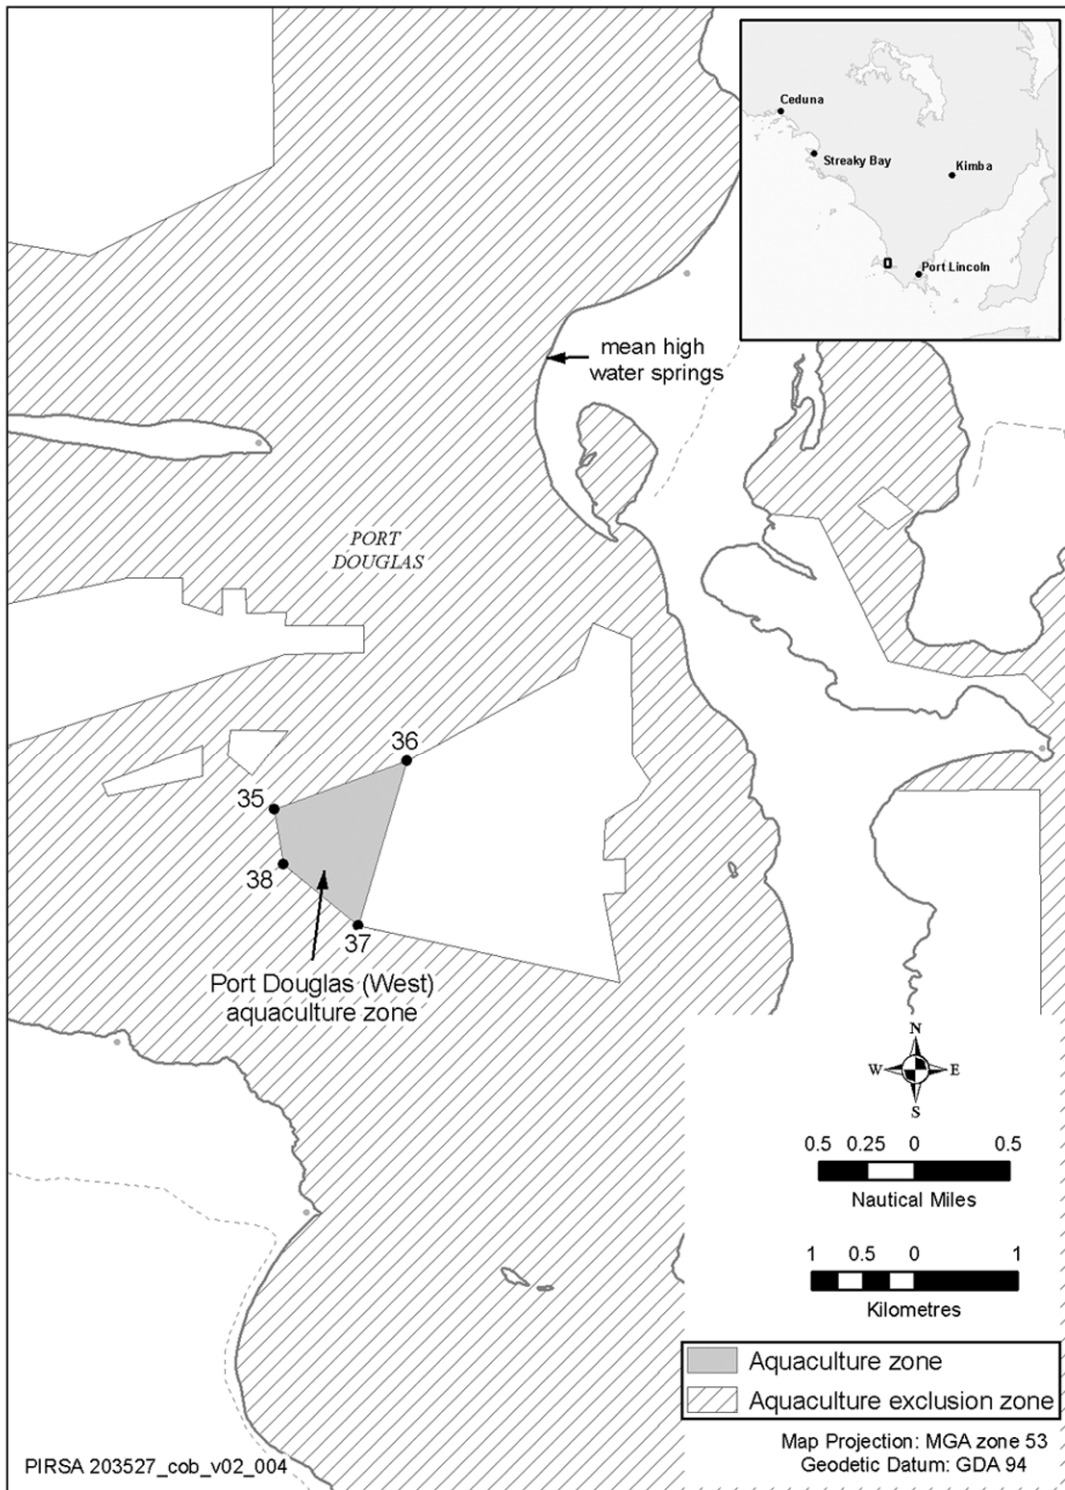 Ceduna
Streaky Bay
Kimba
Port Lincoln
mean high
water springs
PORT
DOUGLAS
36
35
38
37
Port Douglas (West)
aquaculture zone
N
W E
S
0.5 0.25 0 0.5
Nautical Miles
1 0.5 0 1
Kilometres
Aquaculture zone
Aquaculture exclusion zone
Map Projection: MGA zone 53
Geodetic Datum: GDA 94
PIRSA 203527_cob_v02_004